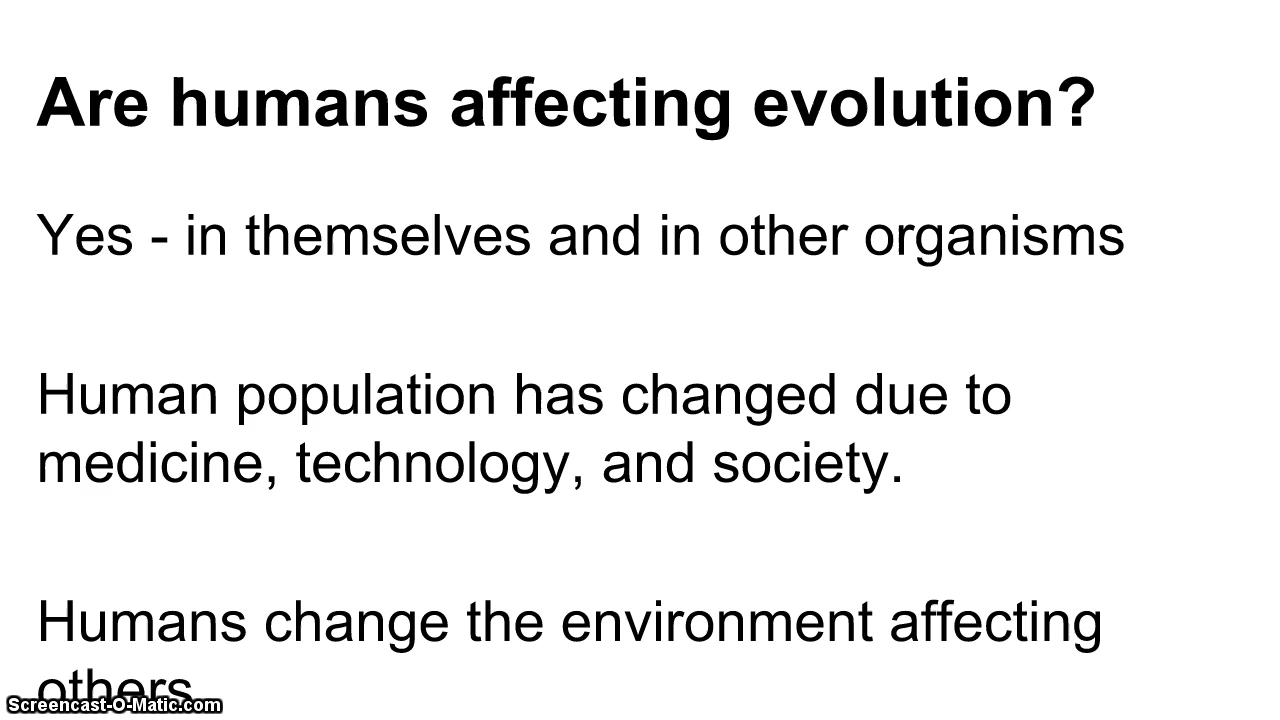 Are humans affecting evolution?
Yes - in themselves and in other organisms
Human population has changed due to
medicine, technology, and society.
Humans change the environment affecting
others
Screencast-O-Matic.com